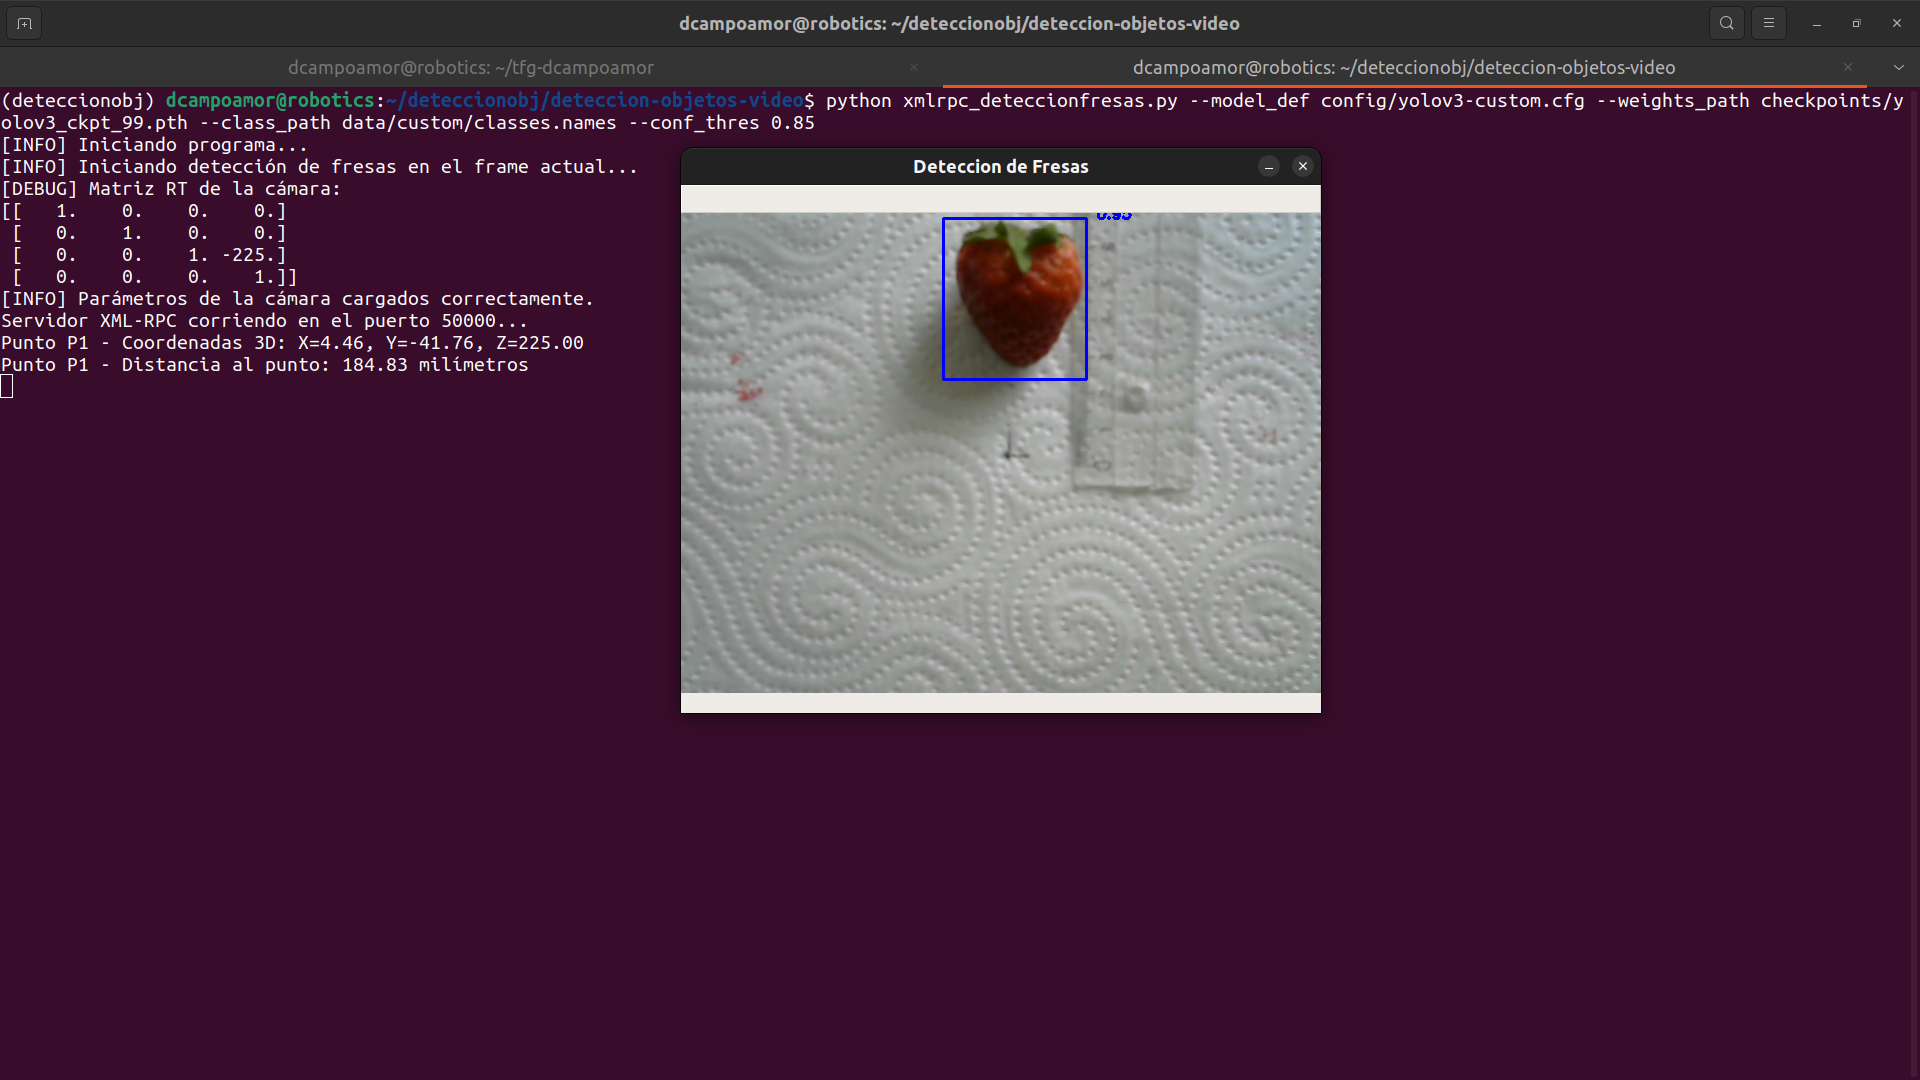 dcampoamor@robotics: ~/deteccionobj/deteccion-objetos-video
dcampoamor@robotics: ~/tfg-dcampoamor
dcampoamor@robotics: ~/deteccionobj/deteccion-objetos-video
(deteccionobj) dcampoamor@robotics:~/deteccionobj/deteccion-objetos-video$ python xmlrpc_deteccionfresas.py --model_def config/yolov3-custom.cfg --weights_path checkpoints/y
olov3_ckpt_99.pth --class_path data/custom/classes.names --conf_thres 0.85
[INFO] Iniciando programa...
[INFO] Iniciando detección de fresas en el frame actual...
[DEBUG] Matriz RT de la cámara:
[[   1.    0.    0.    0.]
 [   0.    1.    0.    0.]
 [   0.    0.    1. -225.]
 [   0.    0.    0.    1.]]
[INFO] Parámetros de la cámara cargados correctamente.
Servidor XML-RPC corriendo en el puerto 50000...
Punto P1 - Coordenadas 3D: X=4.46, Y=-41.76, Z=225.00
Punto P1 - Distancia al punto: 184.83 milímetros
Deteccion de Fresas